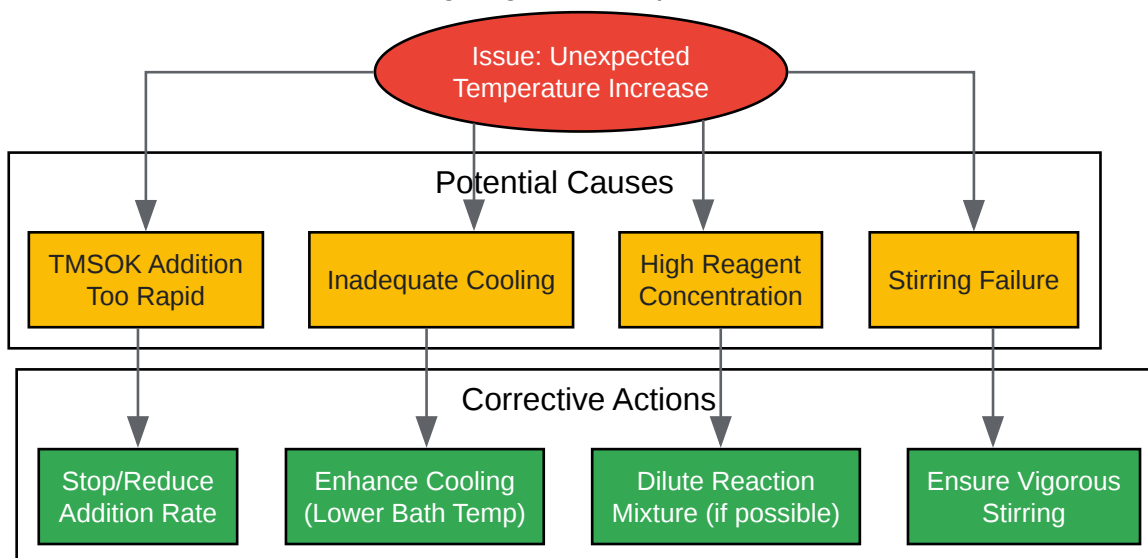 Issue: Unexpected
Temperature Increase
Potential Causes
TMSOK Addition
Too Rapid
Inadequate Cooling
High Reagent
Concentration
Stirring Failure
Corrective Actions
Stop/Reduce
Addition Rate
Enhance Cooling
(Lower Bath Temp)
Dilute Reaction
Mixture (if possible)
Ensure Vigorous
Stirring